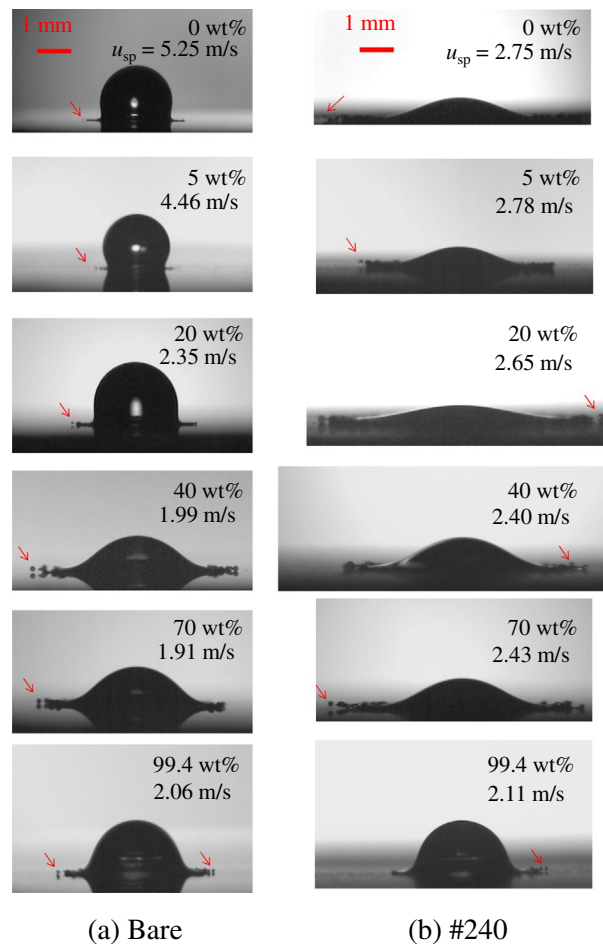 1 mm
0 wt%
u_sp = 5.25 m/s
5 wt%
4.46 m/s
20 wt%
2.35 m/s
40 wt%
1.99 m/s
70 wt%
1.91 m/s
99.4 wt%
2.06 m/s
(a) Bare
1 mm
0 wt%
u_sp = 2.75 m/s
5 wt%
2.78 m/s
20 wt%
2.65 m/s
40 wt%
2.40 m/s
70 wt%
2.43 m/s
99.4 wt%
2.11 m/s
(b) #240